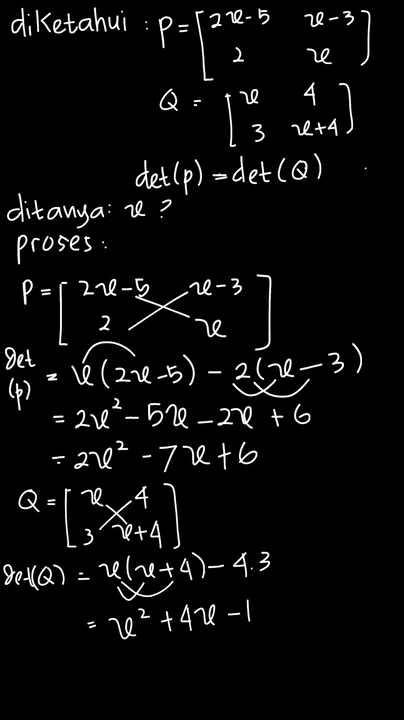 diketahui : P = [2x-5 x-3
2 x]
Q = [x 4
3 x+4]
det(p) = det(Q)
ditanya: x ?
proses :
P = [2x-5 x-3
2 x]
det (p) = x(2x-5) - 2(x-3)
= 2x² - 5x - 2x + 6
= 2x² - 7x + 6
Q = [x 4
3 x+4]
det(Q) = x(x+4) - 4.3
= x² + 4x - 1